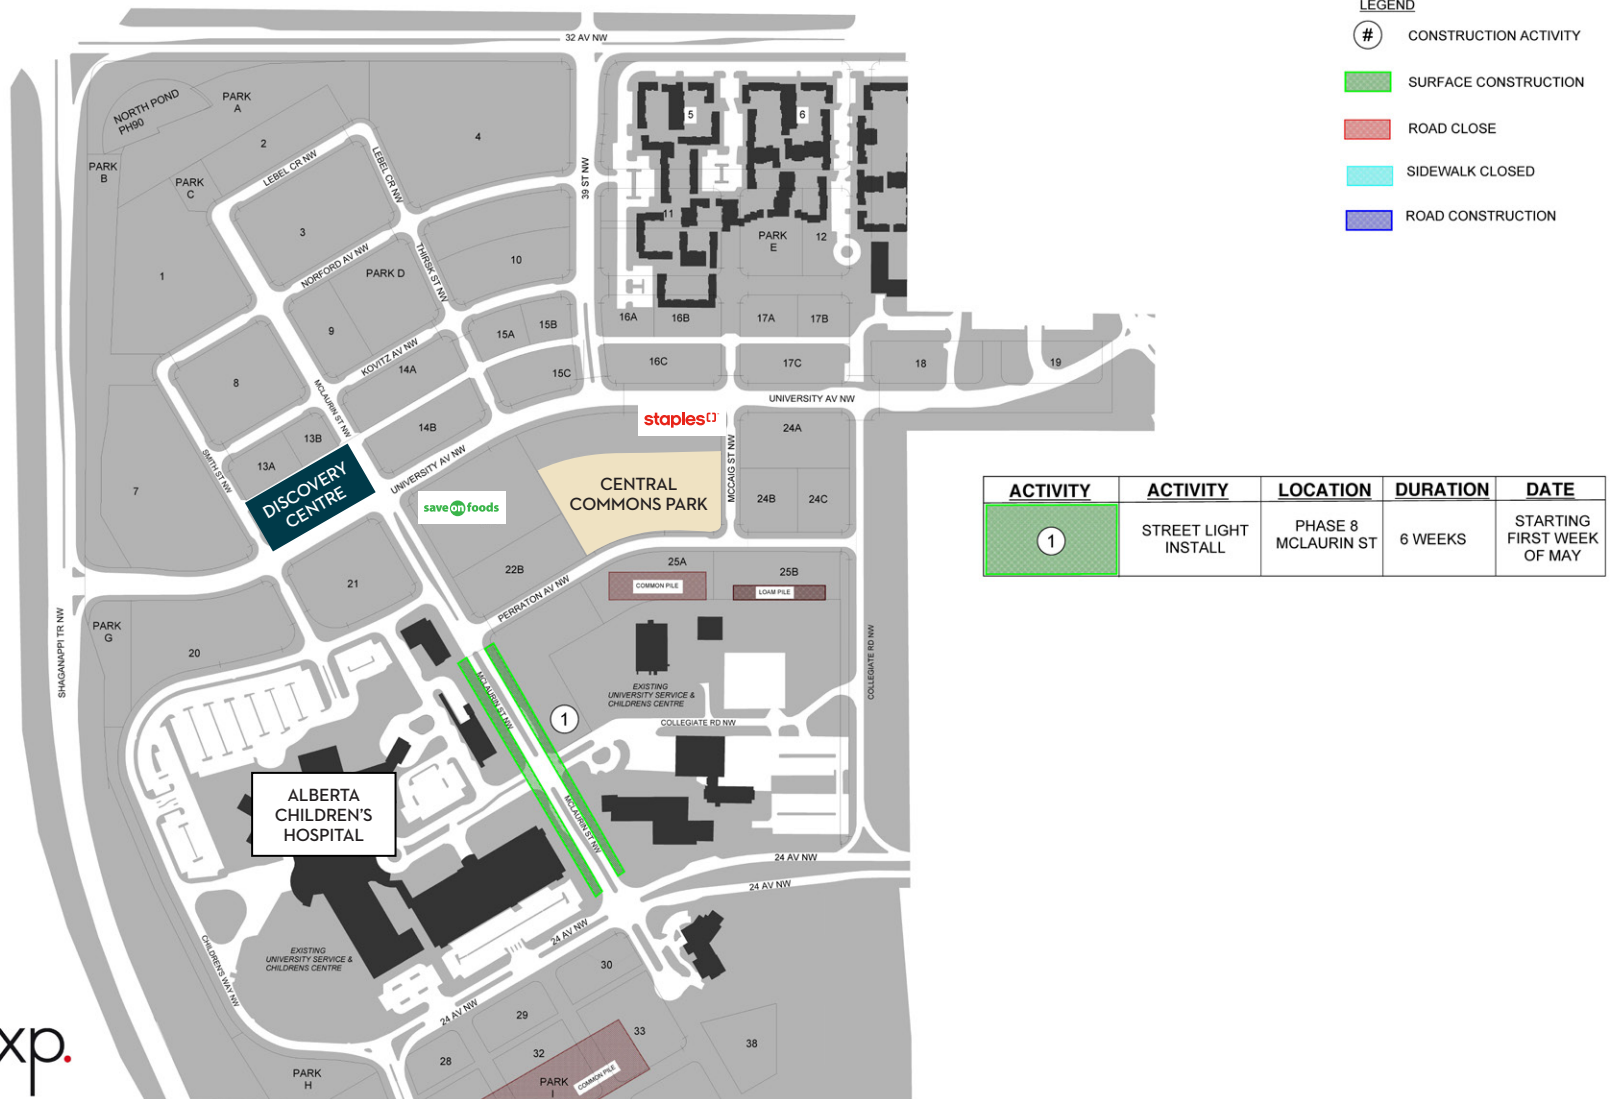 LEGEND
# CONSTRUCTION ACTIVITY
SURFACE CONSTRUCTION
ROAD CLOSE
SIDEWALK CLOSED
ROAD CONSTRUCTION
32 AV NW
NORTH POND
PH90
PARK
A
2
4
5
6
PARK
B
PARK
C
LEBEL CR NW
LEBEL CR NW
39 ST NW
3
11
PARK
E
12
1
NORFORD AV NW
PARK D
THIRSK ST NW
10
9
15A
15B
16A
16B
17A
17B
KOVITZ AV NW
14A
15C
16C
17C
18
19
8
MCLAURIN ST NW
UNIVERSITY AV NW
staples
13B
14B
24A
13A
SMITH ST NW
7
DISCOVERY
CENTRE
UNIVERSITY AV NW
MCCAIG ST NW
CENTRAL
COMMONS PARK
24B
24C
save on foods
ACTIVITY ACTIVITY LOCATION DURATION DATE
1
STREET LIGHT
INSTALL
PHASE 8
MCLAURIN ST
6 WEEKS
STARTING
FIRST WEEK
OF MAY
21
22B
25A
25B
PERRATON AV NW
COMMON PILE
LOAM PILE
SHAGANAPPI TR NW
PARK
G
20
COLLEGIATE RD NW
EXISTING
UNIVERSITY SERVICE &
CHILDRENS CENTRE
MCLAURIN ST NW
1
COLLEGIATE RD NW
ALBERTA
CHILDREN'S
HOSPITAL
MCLAURIN ST NW
24 AV NW
24 AV NW
24 AV NW
CHILDREN'S WAY NW
EXISTING
UNIVERSITY SERVICE &
CHILDRENS CENTRE
30
24 AV NW
29
33
28
32
38
xp.
PARK
H
PARK
I
COMMON PILE